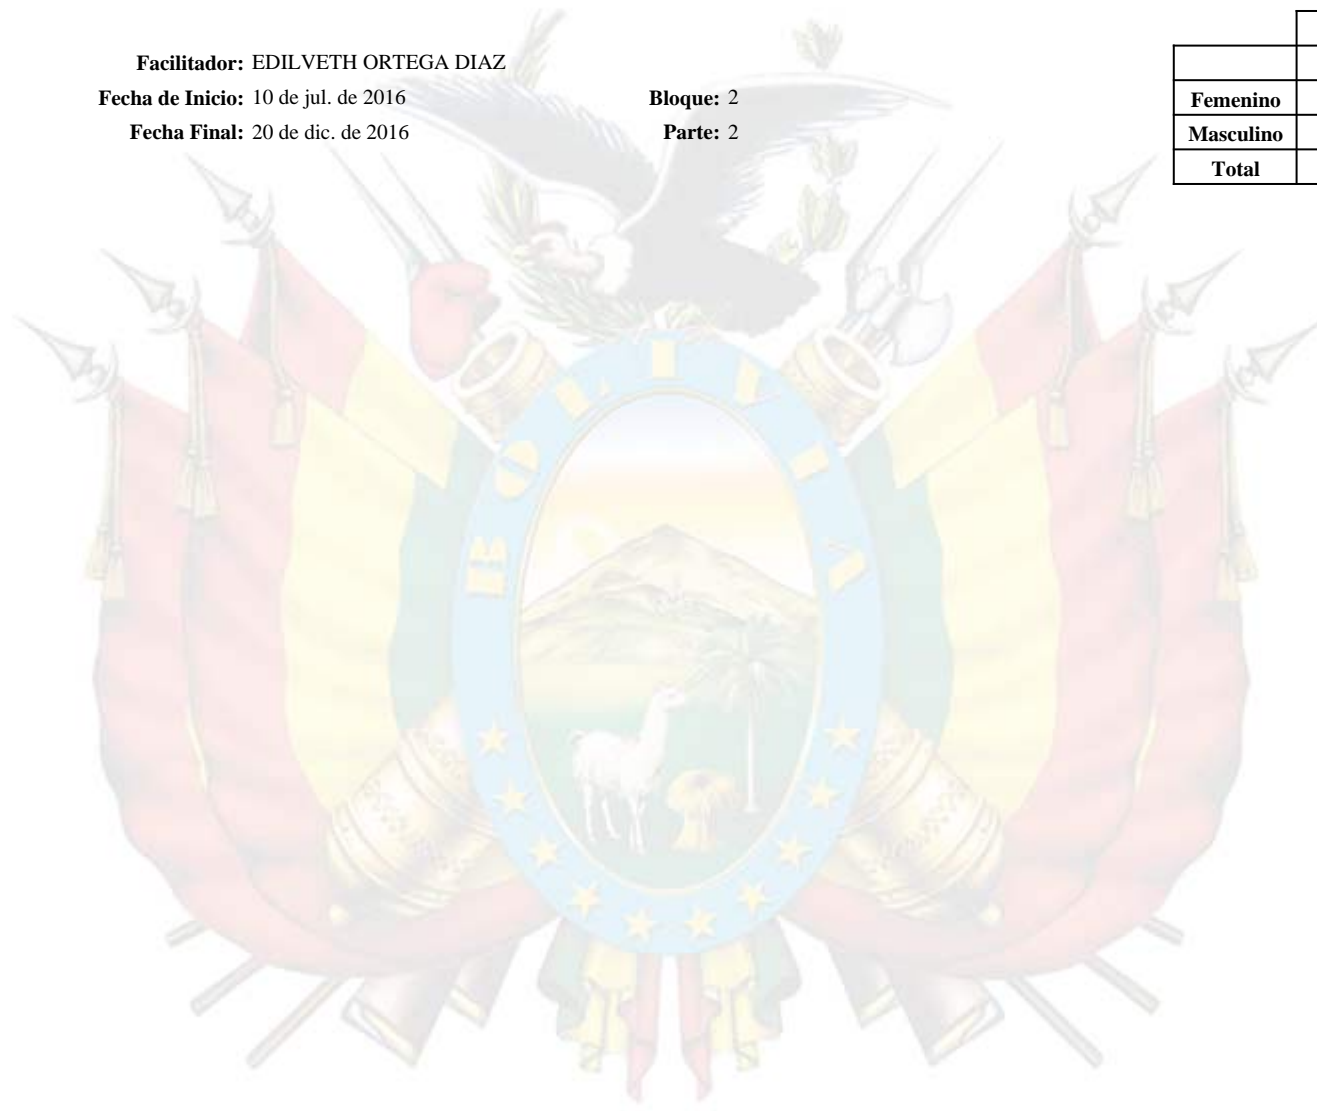 Facilitador: EDILVETH ORTEGA DIAZ
Fecha de Inicio: 10 de jul. de 2016 Bloque: 2
Fecha Final: 20 de dic. de 2016 Parte: 2
Femenino
Masculino
Total
BOLIVIA